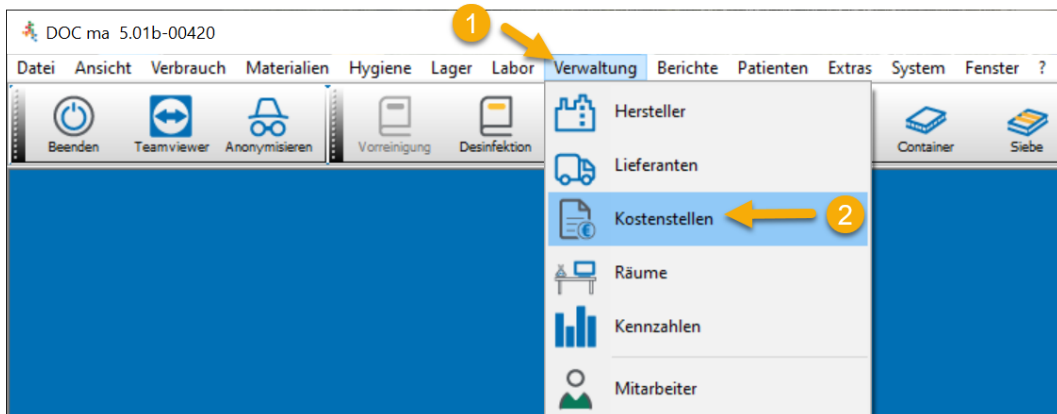 DOC ma 5.01b-00420
1
Datei Ansicht Verbrauch Materialien Hygiene Lager Labor Verwaltung Berichte Patienten Extras System Fenster ?
Beenden Teamviewer Anonymisieren Vorreinigung Desinfektion Container Siebe
Hersteller
Lieferanten
Kostenstellen 2
Räume
Kennzahlen
Mitarbeiter